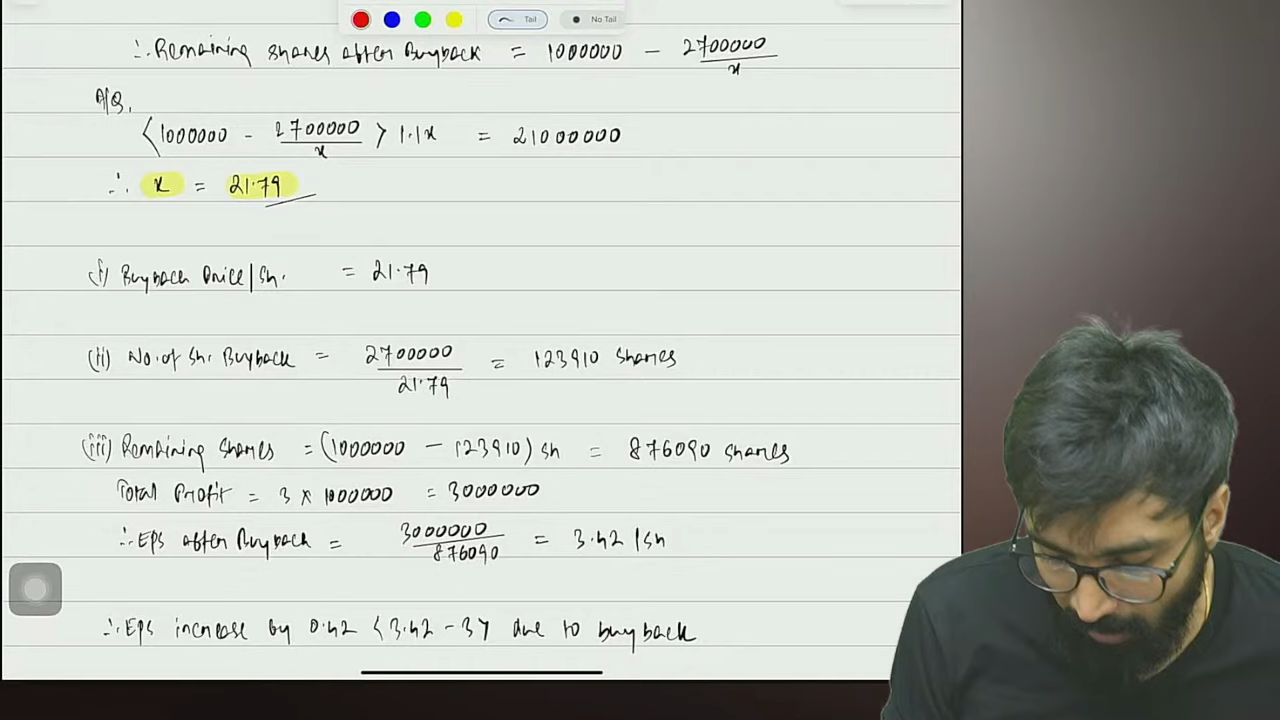 Tail No Tail
∴ Remaining shares after Buyback = 1000000 - 2700000/x
A/Q,
<1000000 - 2700000/x> 1.1x = 21000000
∴ x = 21.79
(i) Buyback Price/Sh. = 21.79
(ii) No. of Sh. Buyback = 2700000/21.79 = 123910 shares
(iii) Remaining shares = (1000000 - 123910) sh = 876090 shares
Total Profit = 3 x 1000000 = 3000000
∴ EPS after Buyback = 3000000/876090 = 3.42 /sh
∴ EPS increase by 0.42 <3.42 - 3> due to buyback